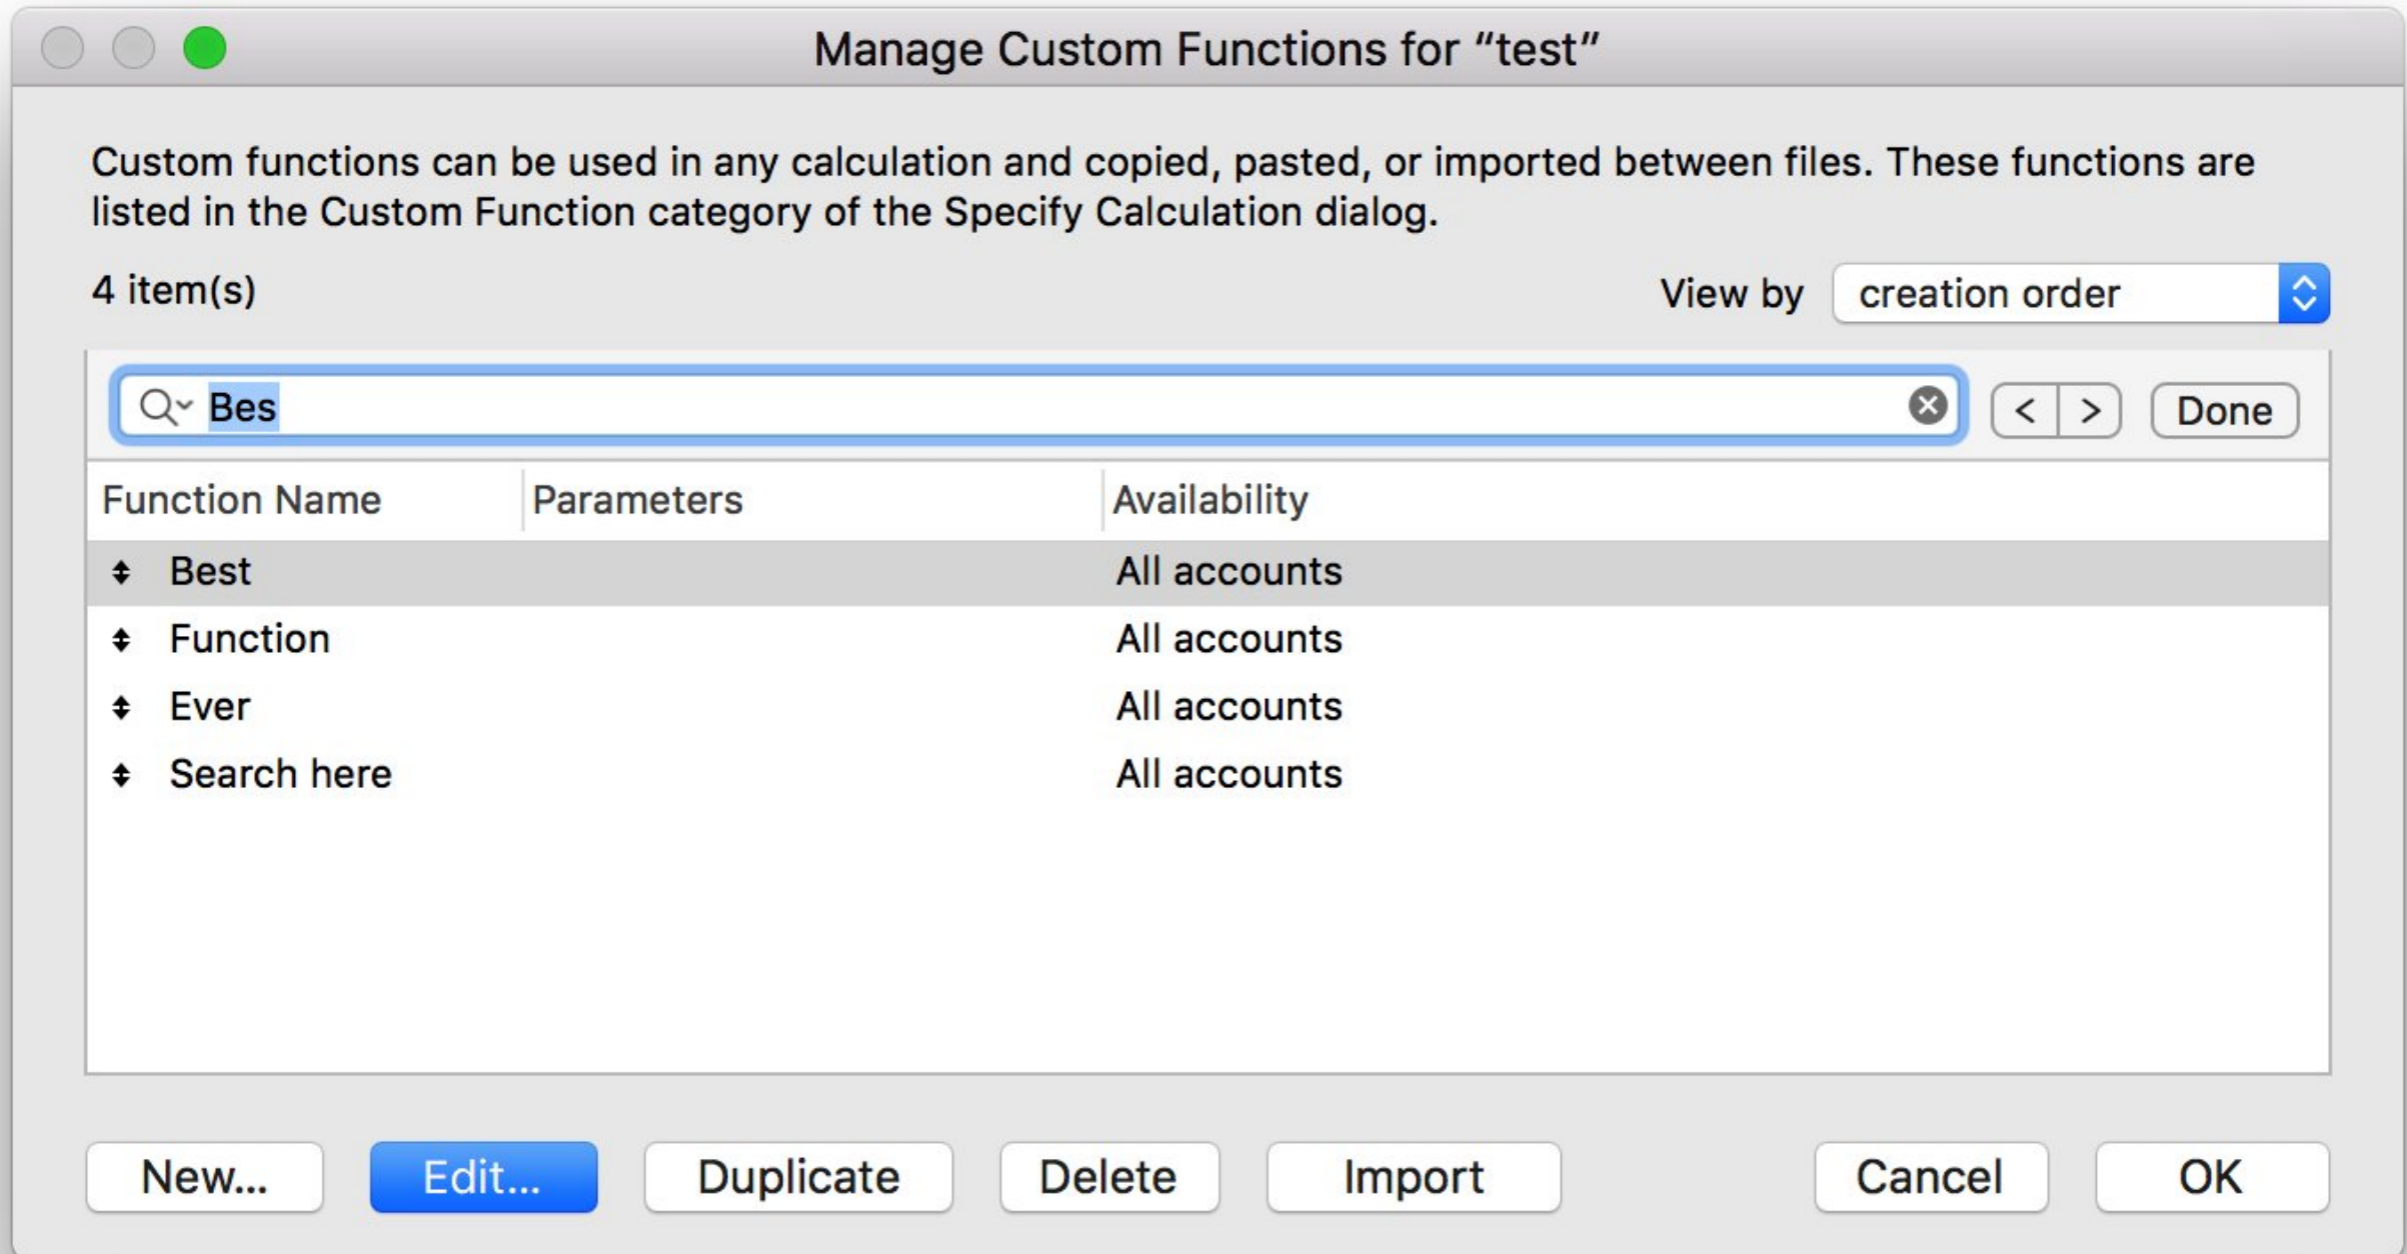 Manage Custom Functions for “test”
Custom functions can be used in any calculation and copied, pasted, or imported between files. These functions are
listed in the Custom Function category of the Specify Calculation dialog.
4 item(s) View by creation order
Bes < > Done
Function Name Parameters Availability
Best All accounts
Function All accounts
Ever All accounts
Search here All accounts
New... Edit... Duplicate Delete Import Cancel OK